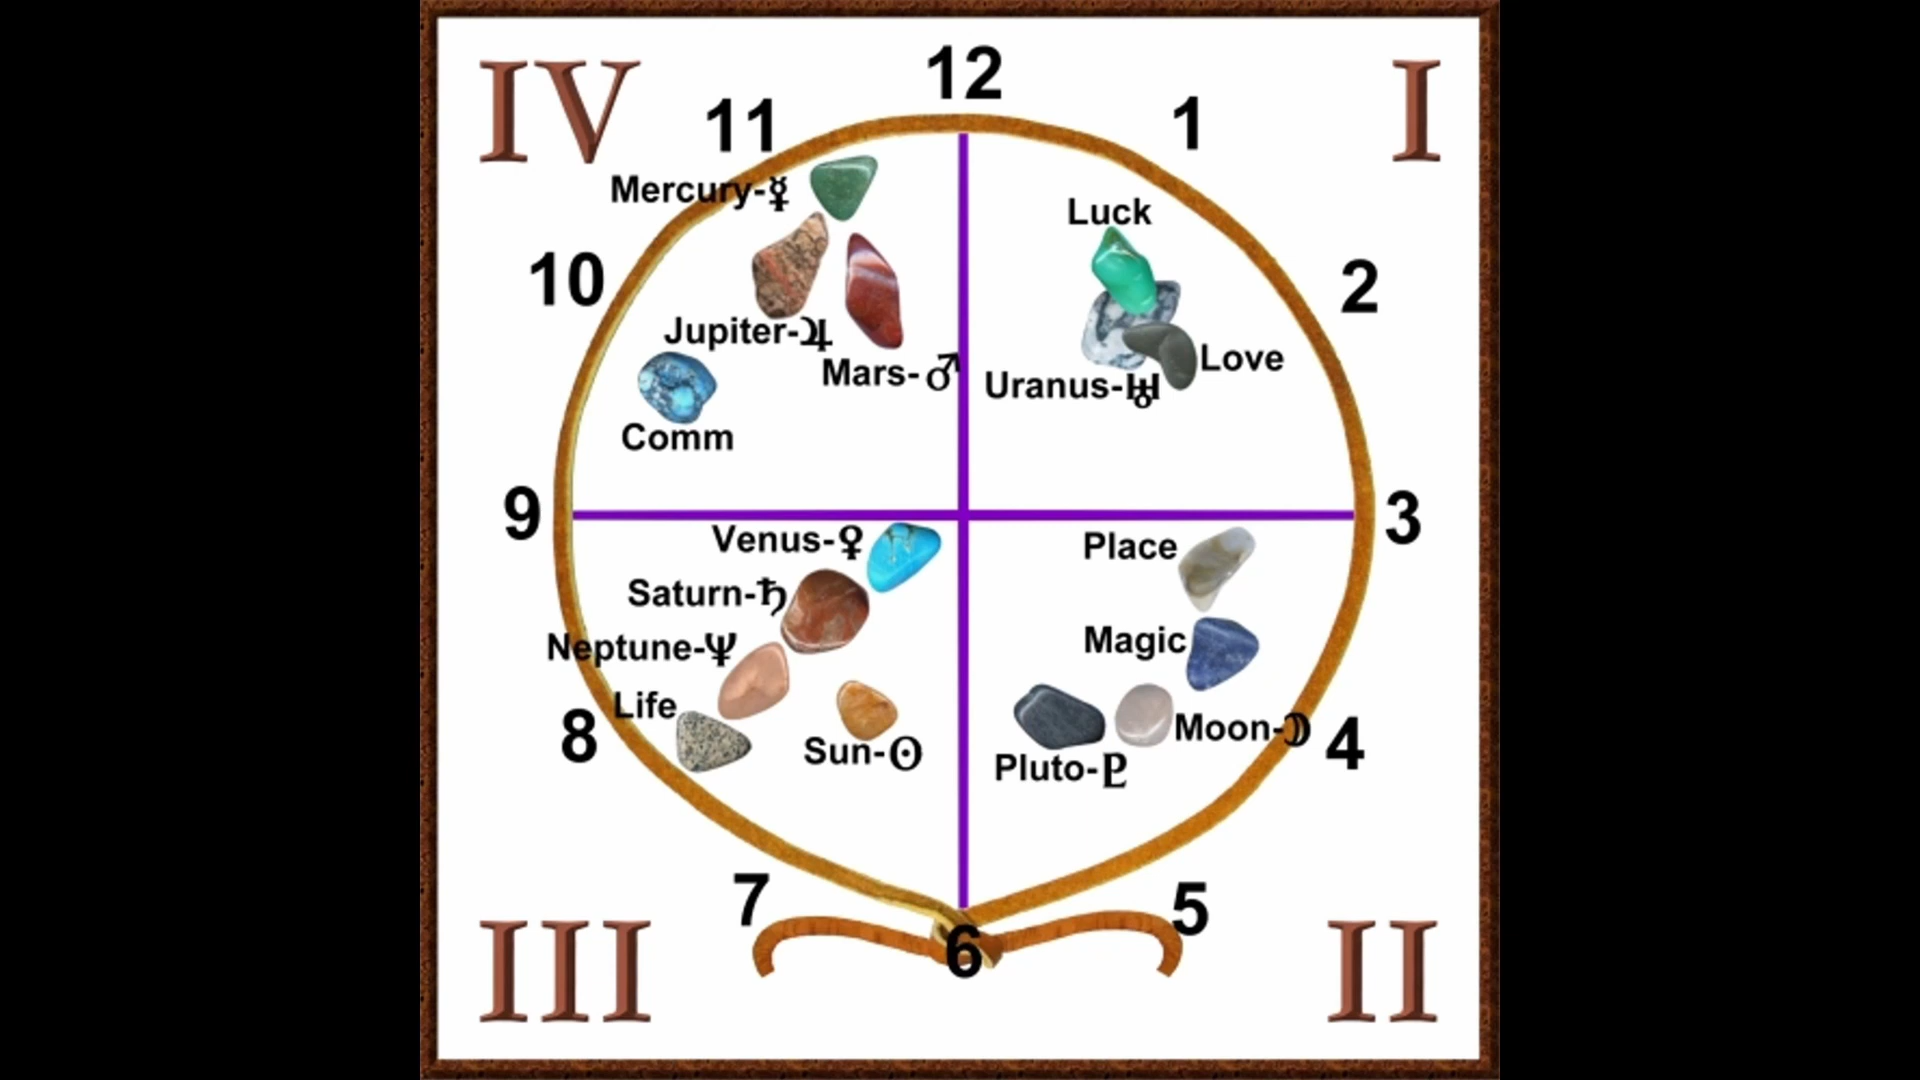 IV
12
I
11
1
Mercury-☿
Luck
10
2
Jupiter-♃
Mars-♂
Uranus-♅
Love
Comm
9
3
Venus-♀
Place
Saturn-♄
Magic
Neptune-Ψ
Life
8
Sun-☉
Moon-☽
4
Pluto-♇
7
5
6
III
II